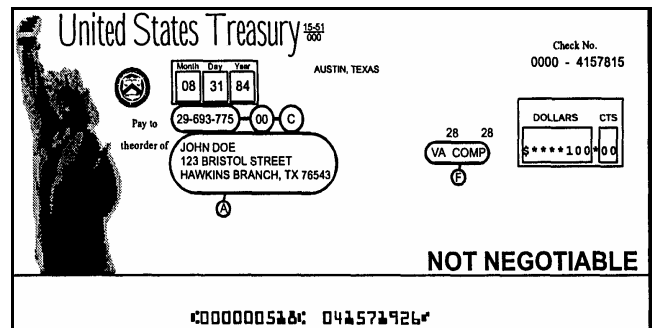 United States Treasury 15-51
000
Check No.
0000 - 4157815
Month Day Year
AUSTIN, TEXAS
08 31 84
29-693-775 00 C
Pay to
theorder of
JOHN DOE
123 BRISTOL STREET
HAWKINS BRANCH, TX 76543
A
28 28
VA COMP
F
DOLLARS CTS
$****100*00
NOT NEGOTIABLE
⑆000000518⑆ 041571926⑈